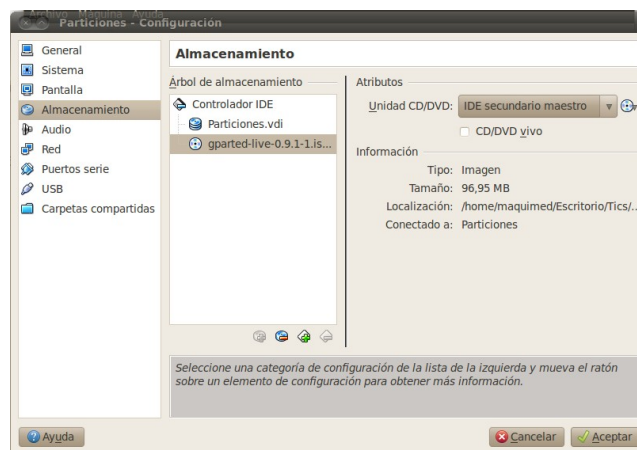 Archivo Máquina Ayuda
Particiones - Configuración
General
Sistema
Pantalla
Almacenamiento
Audio
Red
Puertos serie
USB
Carpetas compartidas
Almacenamiento
Árbol de almacenamiento
Controlador IDE
Particiones.vdi
gparted-live-0.9.1-1.is...
Atributos
Unidad CD/DVD: IDE secundario maestro
CD/DVD vivo
Información
Tipo: Imagen
Tamaño: 96,95 MB
Localización: /home/maquimed/Escritorio/Tics/...
Conectado a: Particiones
Seleccione una categoría de configuración de la lista de la izquierda y mueva el ratón
sobre un elemento de configuración para obtener más información.
Ayuda
Cancelar
Aceptar